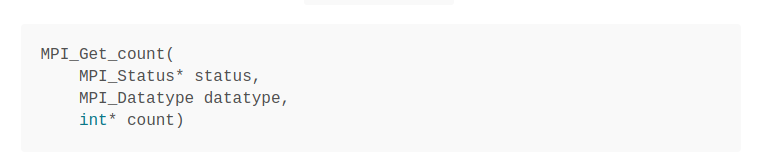 MPI_Get_count(
    MPI_Status* status,
    MPI_Datatype datatype,
    int* count)